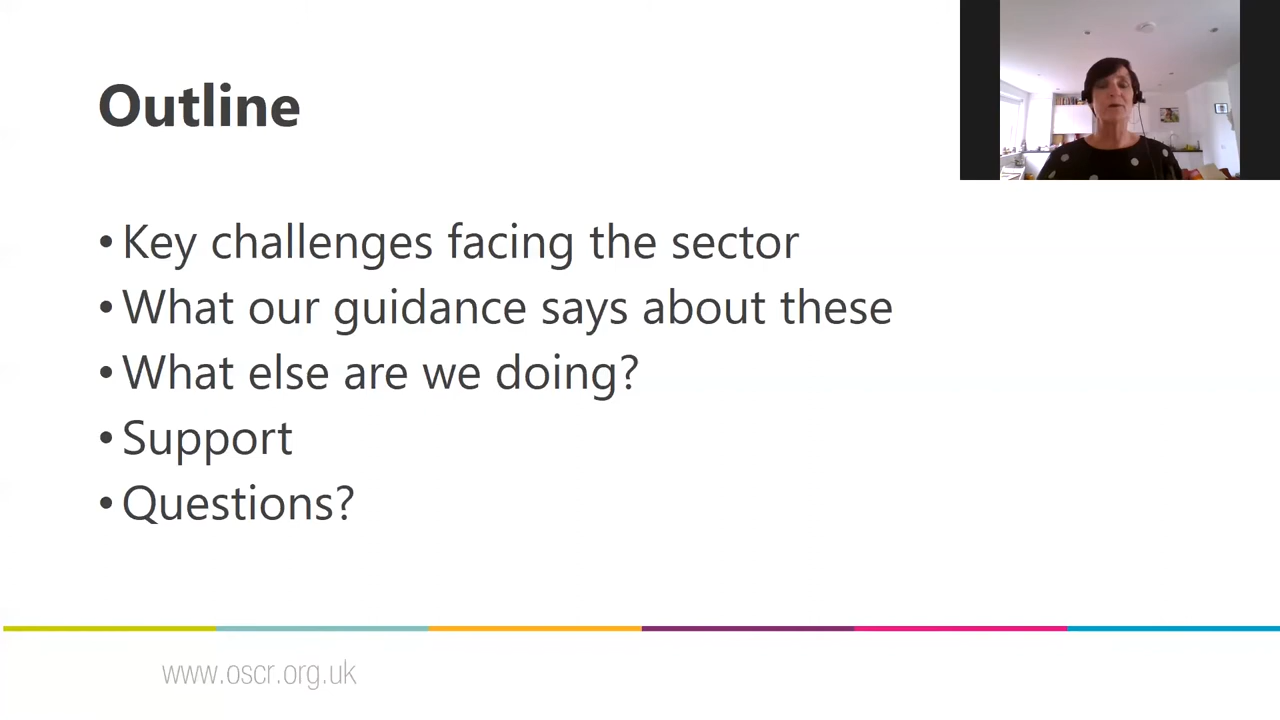 Outline
• Key challenges facing the sector
• What our guidance says about these
• What else are we doing?
• Support
• Questions?
www.oscr.org.uk